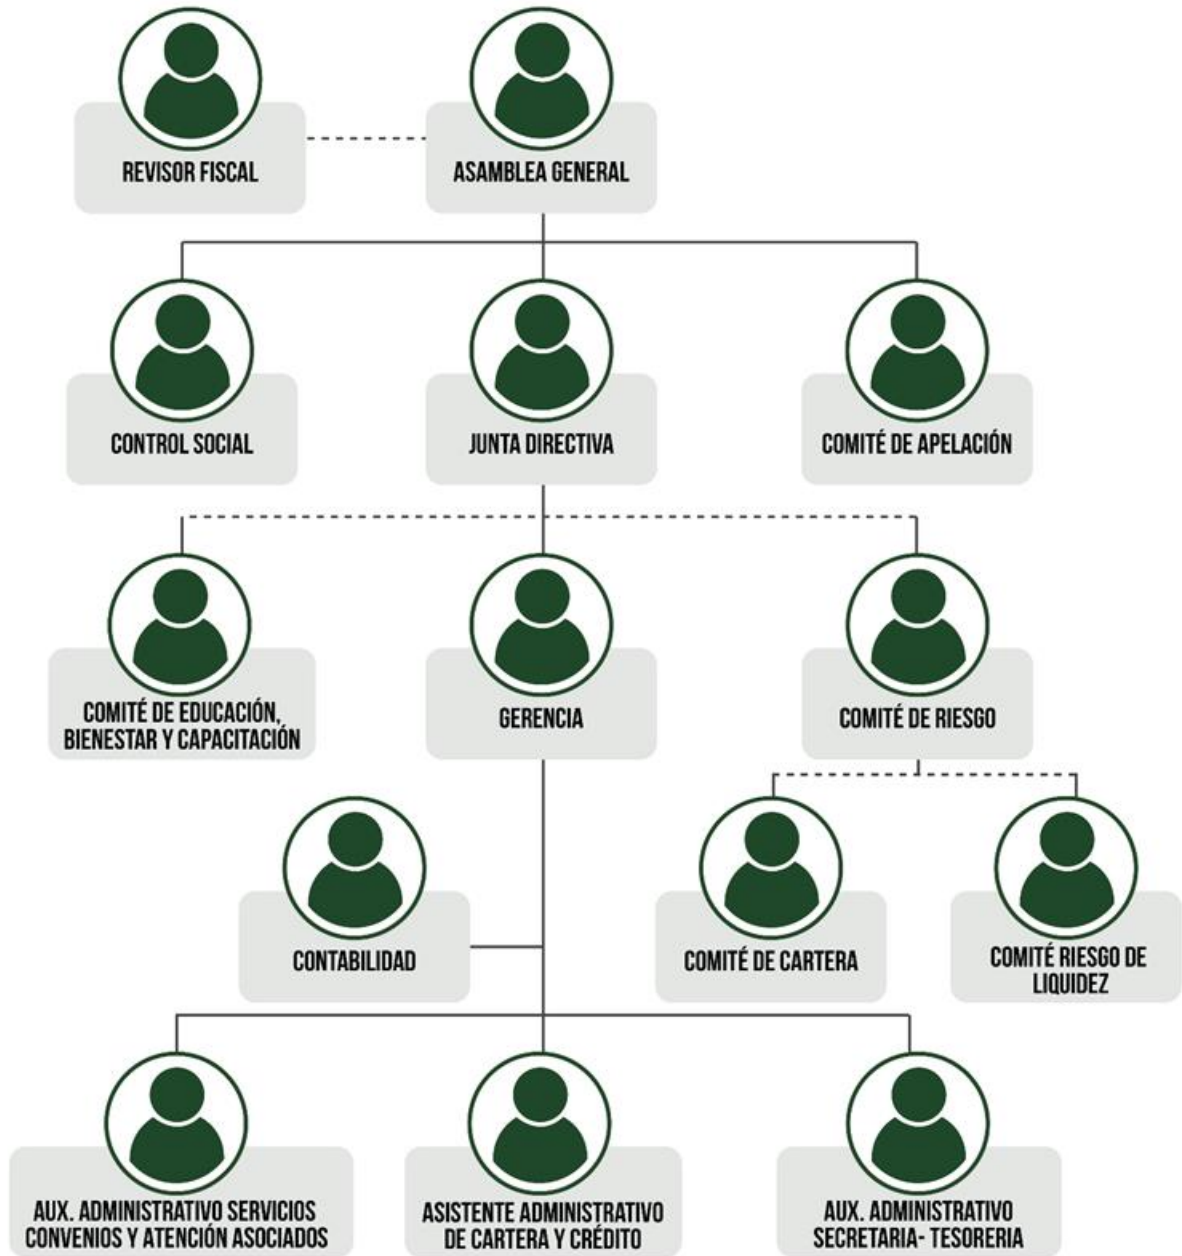 REVISOR FISCAL
ASAMBLEA GENERAL
CONTROL SOCIAL
JUNTA DIRECTIVA
COMITÉ DE APELACIÓN
COMITÉ DE EDUCACIÓN,
BIENESTAR Y CAPACITACIÓN
GERENCIA
COMITÉ DE RIESGO
CONTABILIDAD
COMITÉ DE CARTERA
COMITÉ RIESGO DE
LIQUIDEZ
AUX. ADMINISTRATIVO SERVICIOS
CONVENIOS Y ATENCIÓN ASOCIADOS
ASISTENTE ADMINISTRATIVO
DE CARTERA Y CRÉDITO
AUX. ADMINISTRATIVO
SECRETARIA- TESORERIA